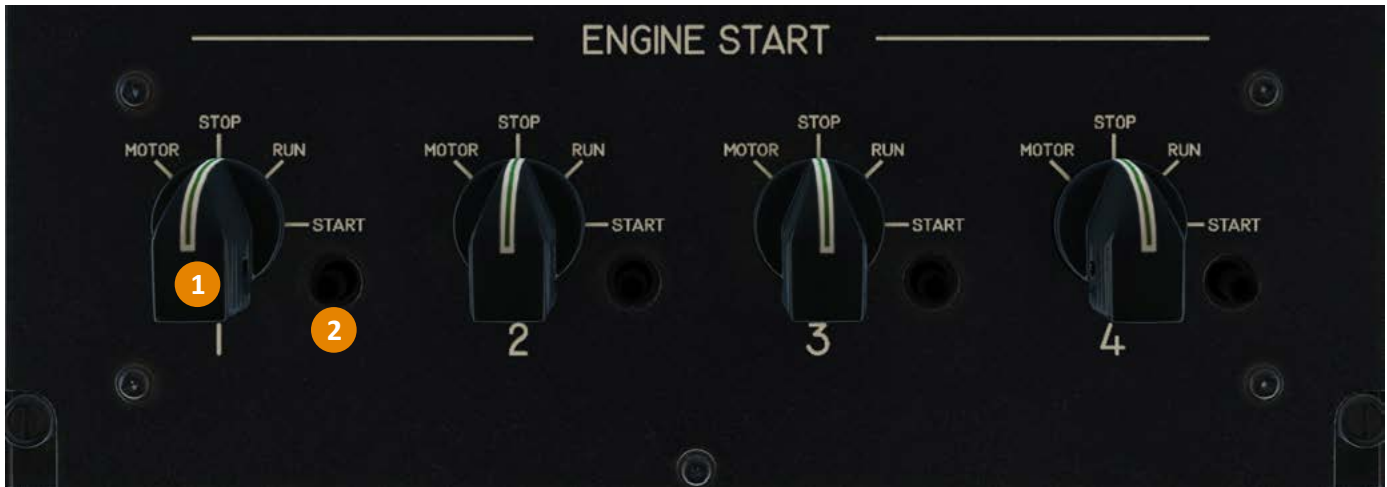 ENGINE START
STOP STOP STOP STOP
MOTOR RUN MOTOR RUN MOTOR RUN MOTOR RUN
START START START START
1
2
1 2 3 4